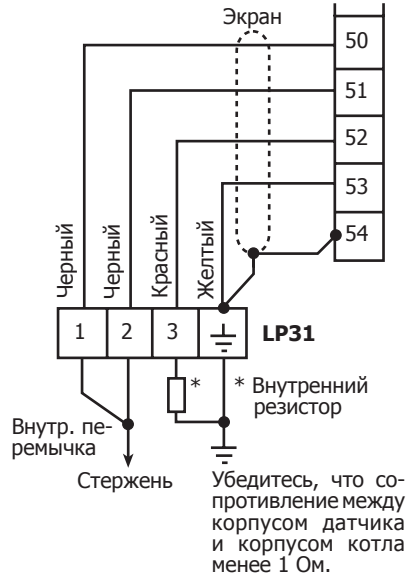 Экран
50
51
52
53
54
Черный
Черный
Красный
Желтый
1 2 3
LP31
*
* Внутренний
резистор
Внутр. пе-
ремычка
Стержень
Убедитесь, что со-
противление между
корпусом датчика
и корпусом котла
менее 1 Ом.